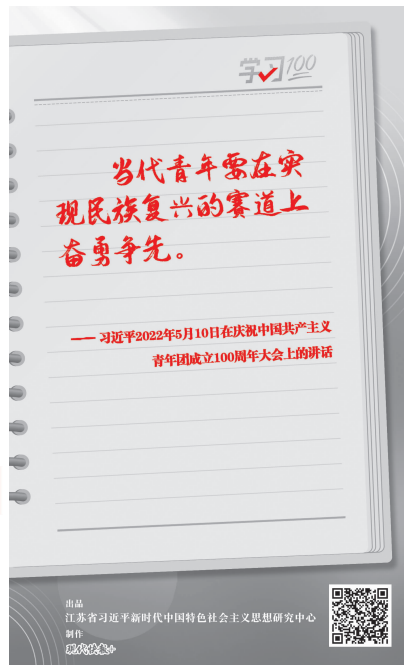 学习100
当代青年要在实
现民族复兴的赛道上
奋勇争先。
—— 习近平2022年5月10日在庆祝中国共产主义
青年团成立100周年大会上的讲话
出品
江苏省习近平新时代中国特色社会主义思想研究中心
制作
现代快报+